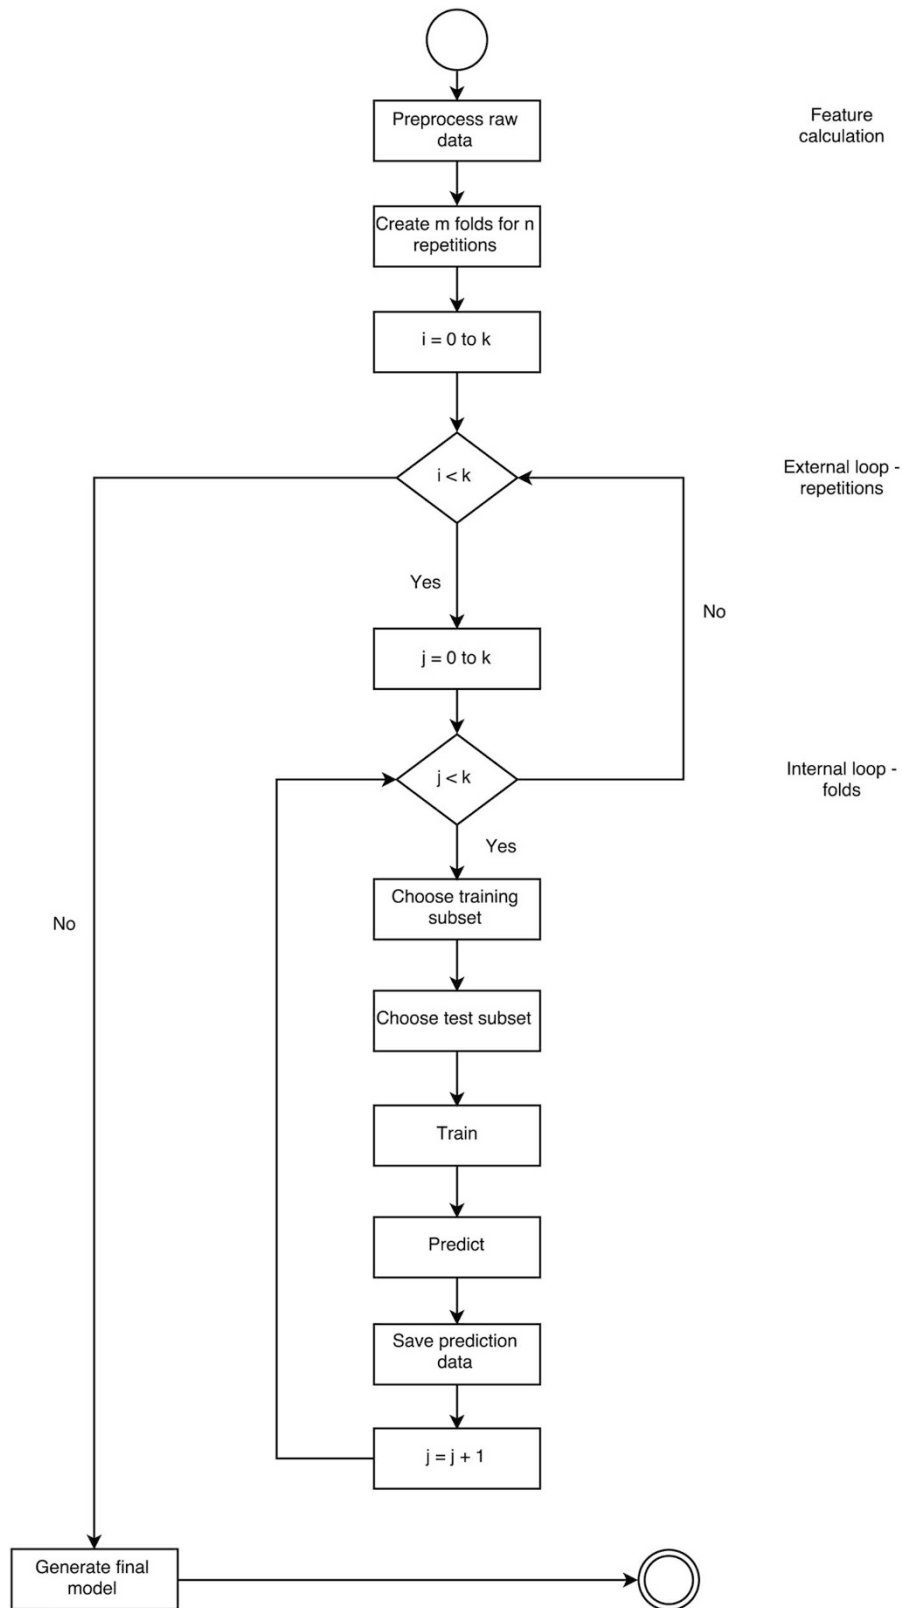 Preprocess raw
data
Feature
calculation
Create m folds for n
repetitions
i = 0 to k
i < k
External loop -
repetitions
Yes
No
j = 0 to k
j < k
Internal loop -
folds
Yes
Choose training
subset
No
Choose test subset
Train
Predict
Save prediction
data
j = j + 1
Generate final
model